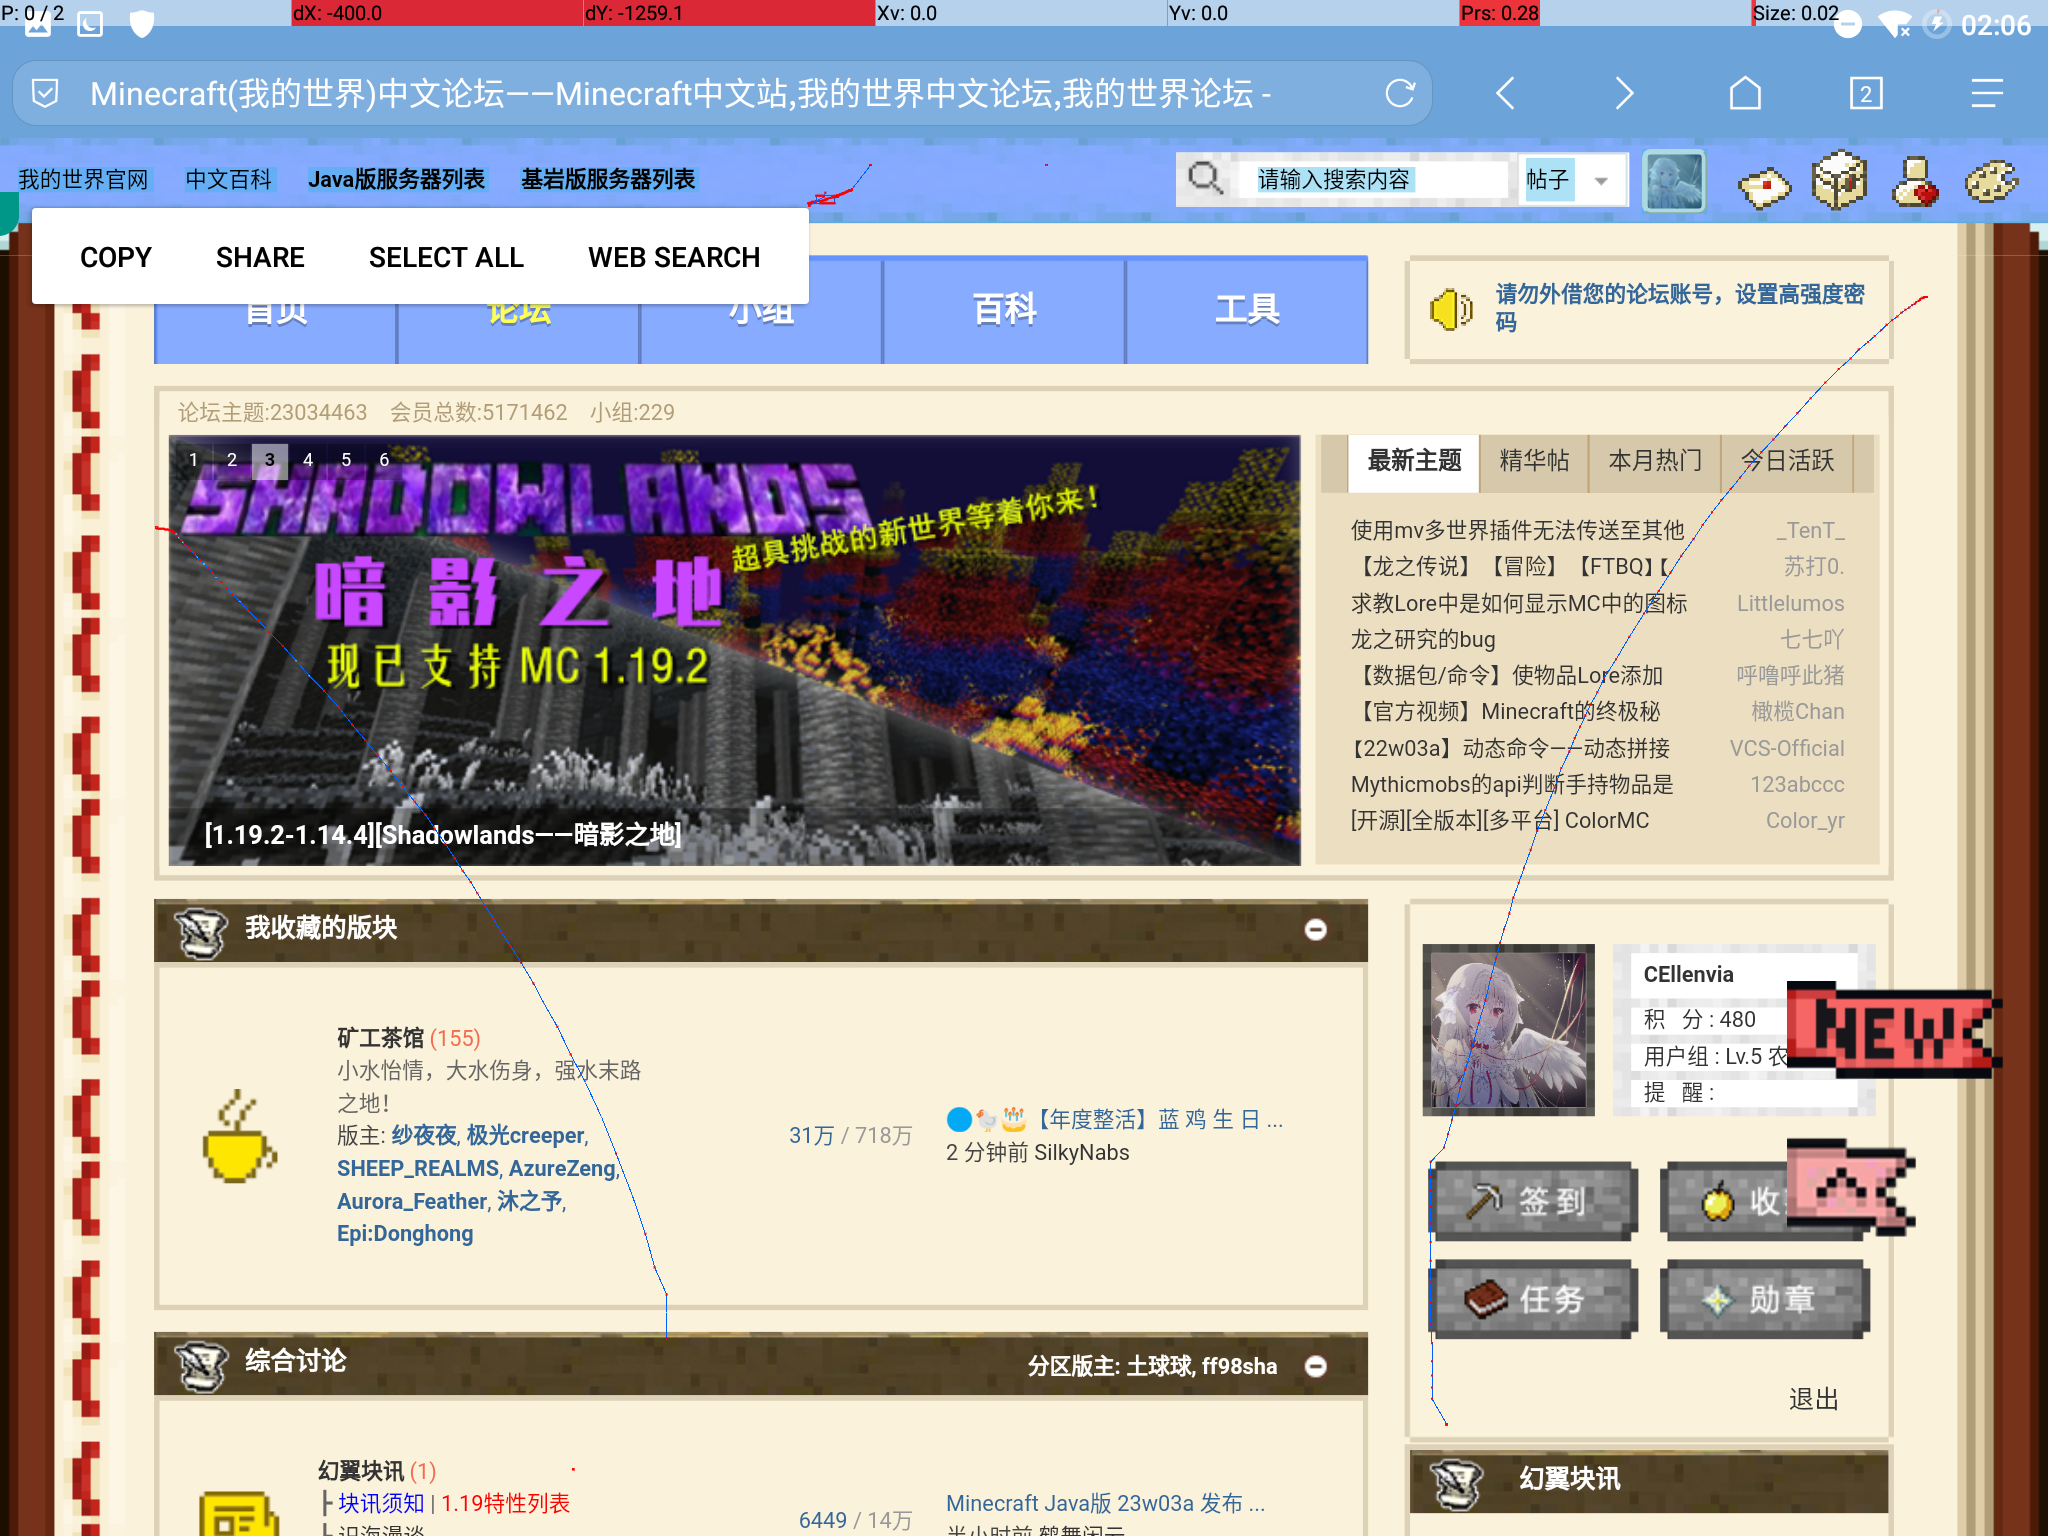 P: 0 / 2 dX: -400.0 dY: -1259.1 Xv: 0.0 Yv: 0.0 Prs: 0.28 Size: 0.02
02:06
Minecraft(我的世界)中文论坛——Minecraft中文站,我的世界中文论坛,我的世界论坛 -
2
我的世界官网 中文百科 Java版服务器列表 基岩版服务器列表
请输入搜索内容 帖子
COPY SHARE SELECT ALL WEB SEARCH
首页 论坛 小组 百科 工具
请勿外借您的论坛账号，设置高强度密
码
论坛主题:23034463 会员总数:5171462 小组:229
1 2 3 4 5 6
SHADOWLANDS
超具挑战的新世界等着你来！
暗影之地
现已支持 MC 1.19.2
[1.19.2-1.14.4][Shadowlands——暗影之地]
最新主题 精华帖 本月热门 今日活跃
使用mv多世界插件无法传送至其他 _TenT_
【龙之传说】【冒险】【FTBQ】【 苏打0.
求教Lore中是如何显示MC中的图标 Littlelumos
龙之研究的bug 七七吖
【数据包/命令】使物品Lore添加 呼噜呼此猪
【官方视频】Minecraft的终极秘 橄榄Chan
【22w03a】动态命令——动态拼接 VCS-Official
Mythicmobs的api判断手持物品是 123abccc
[开源][全版本][多平台] ColorMC Color_yr
我收藏的版块
矿工茶馆 (155)
小水怡情，大水伤身，强水末路
之地！
版主: 纱夜夜, 极光creeper,
SHEEP_REALMS, AzureZeng,
Aurora_Feather, 沐之予,
Epi:Donghong
31万 / 718万
🔵🐔🎂【年度整活】蓝 鸡 生 日 ...
2 分钟前 SilkyNabs
CEllenvia
积 分 : 480
用户组 : Lv.5 农
提 醒 :
NEW
签到 收
任务 勋章
退出
综合讨论
分区版主: 土球球, ff98sha
幻翼块讯 (1)
├ 块讯须知 | 1.19特性列表
└ 识海漫谈
6449 / 14万
Minecraft Java版 23w03a 发布 ...
半小时前 鹤舞闲云
幻翼块讯